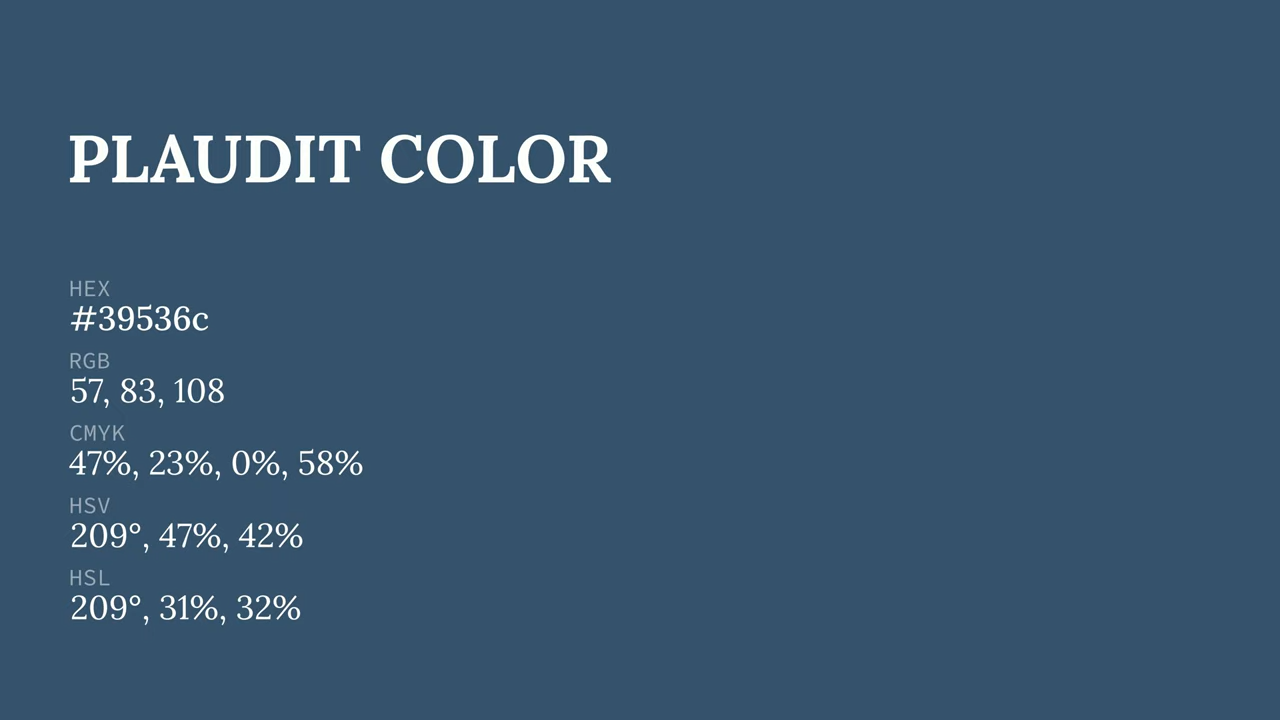 PLAUDIT COLOR
HEX
#39536c
RGB
57, 83, 108
CMYK
47%, 23%, 0%, 58%
HSV
209°, 47%, 42%
HSL
209°, 31%, 32%